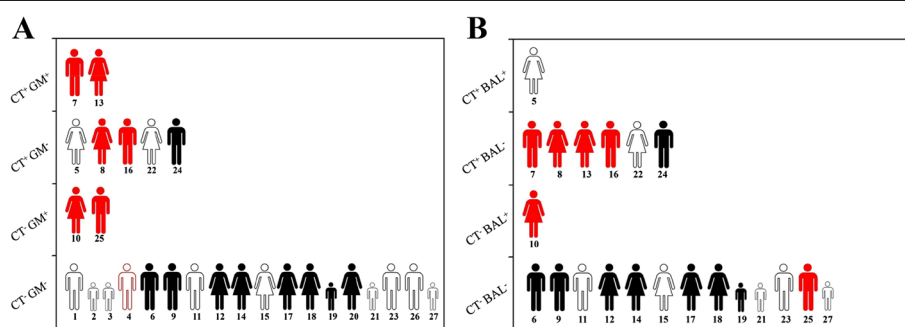 A
CT+ GM+
7 13
CT+ GM-
5 8 16 22 24
CT- GM+
10 25
CT- GM-
1 2 3 4 6 9 11 12 14 15 17 18 19 20 21 23 26 27
B
CT+ BAL+
5
CT+ BAL-
7 8 13 16 22 24
CT- BAL+
10
CT- BAL-
6 9 11 12 14 15 17 18 19 21 23 25 27